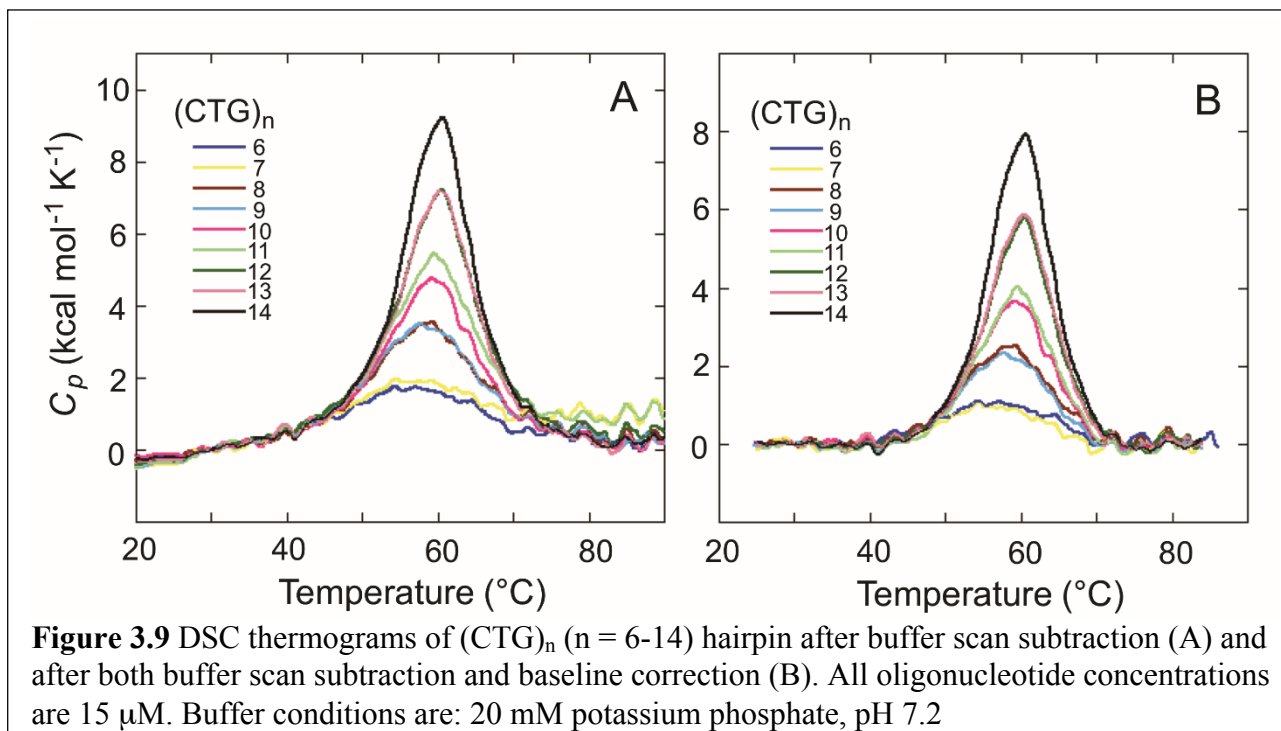 A
(CTG)n
6
7
8
9
10
11
12
13
14
10
8
6
4
2
0
20 40 60 80
Temperature (°C)
Cp (kcal mol-1 K-1)
B
(CTG)n
6
7
8
9
10
11
12
13
14
8
6
4
2
0
20 40 60 80
Temperature (°C)
Figure 3.9 DSC thermograms of (CTG)n (n = 6-14) hairpin after buffer scan subtraction (A) and
after both buffer scan subtraction and baseline correction (B). All oligonucleotide concentrations
are 15 μM. Buffer conditions are: 20 mM potassium phosphate, pH 7.2